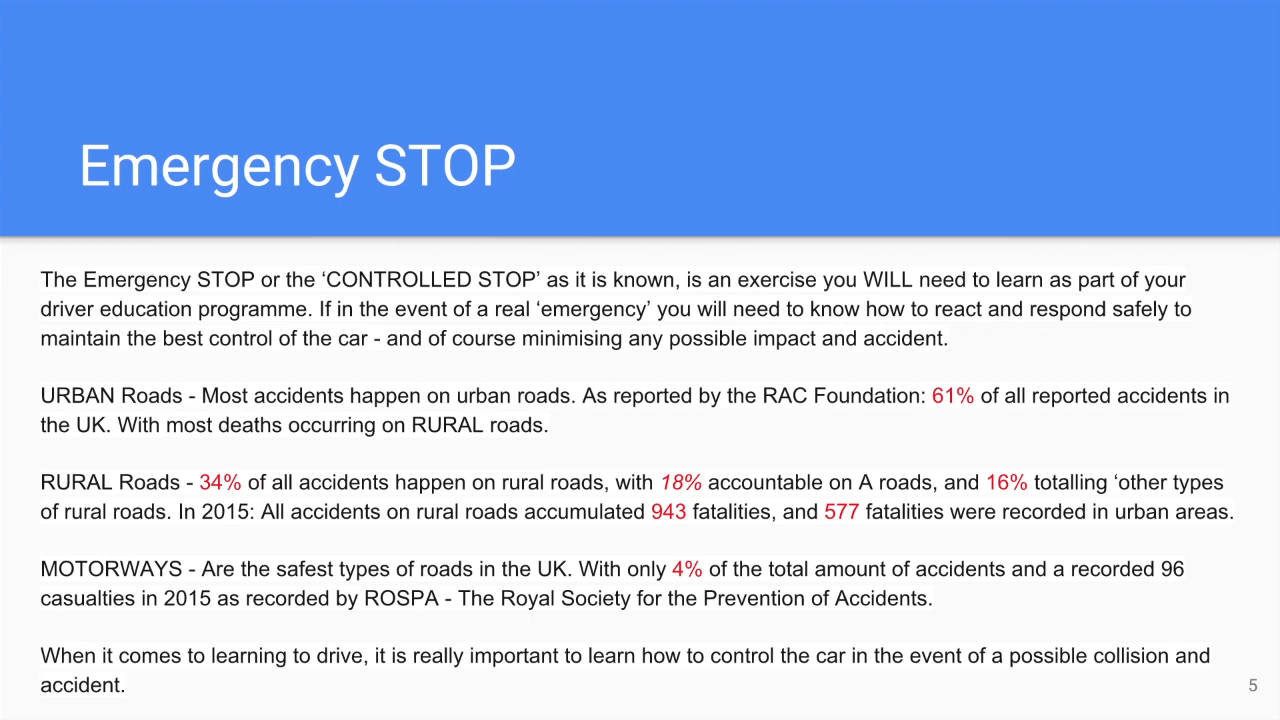 Emergency STOP
The Emergency STOP or the ‘CONTROLLED STOP’ as it is known, is an exercise you WILL need to learn as part of your
driver education programme. If in the event of a real ‘emergency’ you will need to know how to react and respond safely to
maintain the best control of the car - and of course minimising any possible impact and accident.
URBAN Roads - Most accidents happen on urban roads. As reported by the RAC Foundation: 61% of all reported accidents in
the UK. With most deaths occurring on RURAL roads.
RURAL Roads - 34% of all accidents happen on rural roads, with 18% accountable on A roads, and 16% totalling ‘other types
of rural roads. In 2015: All accidents on rural roads accumulated 943 fatalities, and 577 fatalities were recorded in urban areas.
MOTORWAYS - Are the safest types of roads in the UK. With only 4% of the total amount of accidents and a recorded 96
casualties in 2015 as recorded by ROSPA - The Royal Society for the Prevention of Accidents.
When it comes to learning to drive, it is really important to learn how to control the car in the event of a possible collision and
accident.
5